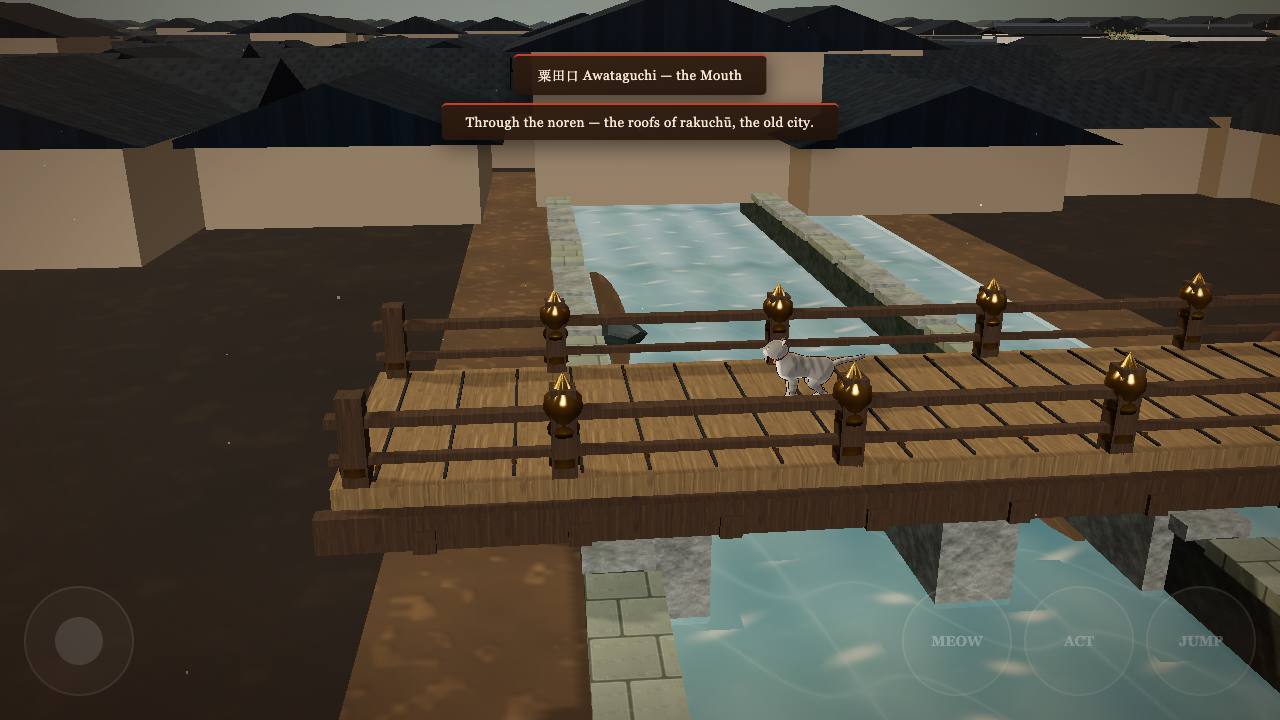 粟田口 Awataguchi — the Mouth
Through the noren — the roofs of rakuchū, the old city.
MEOW
ACT
JUMP